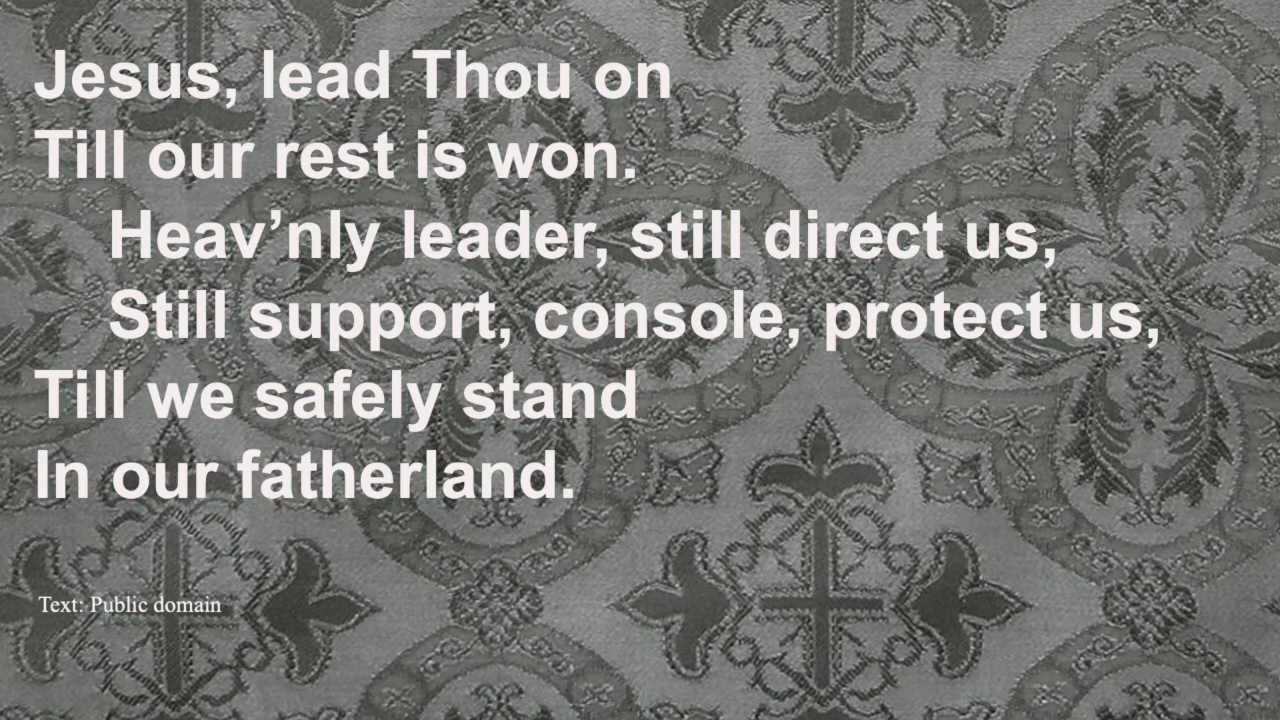 Jesus, lead Thou on
Till our rest is won.
Heav’nly leader, still direct us,
Still support, console, protect us,
Till we safely stand
In our fatherland.
Text: Public domain